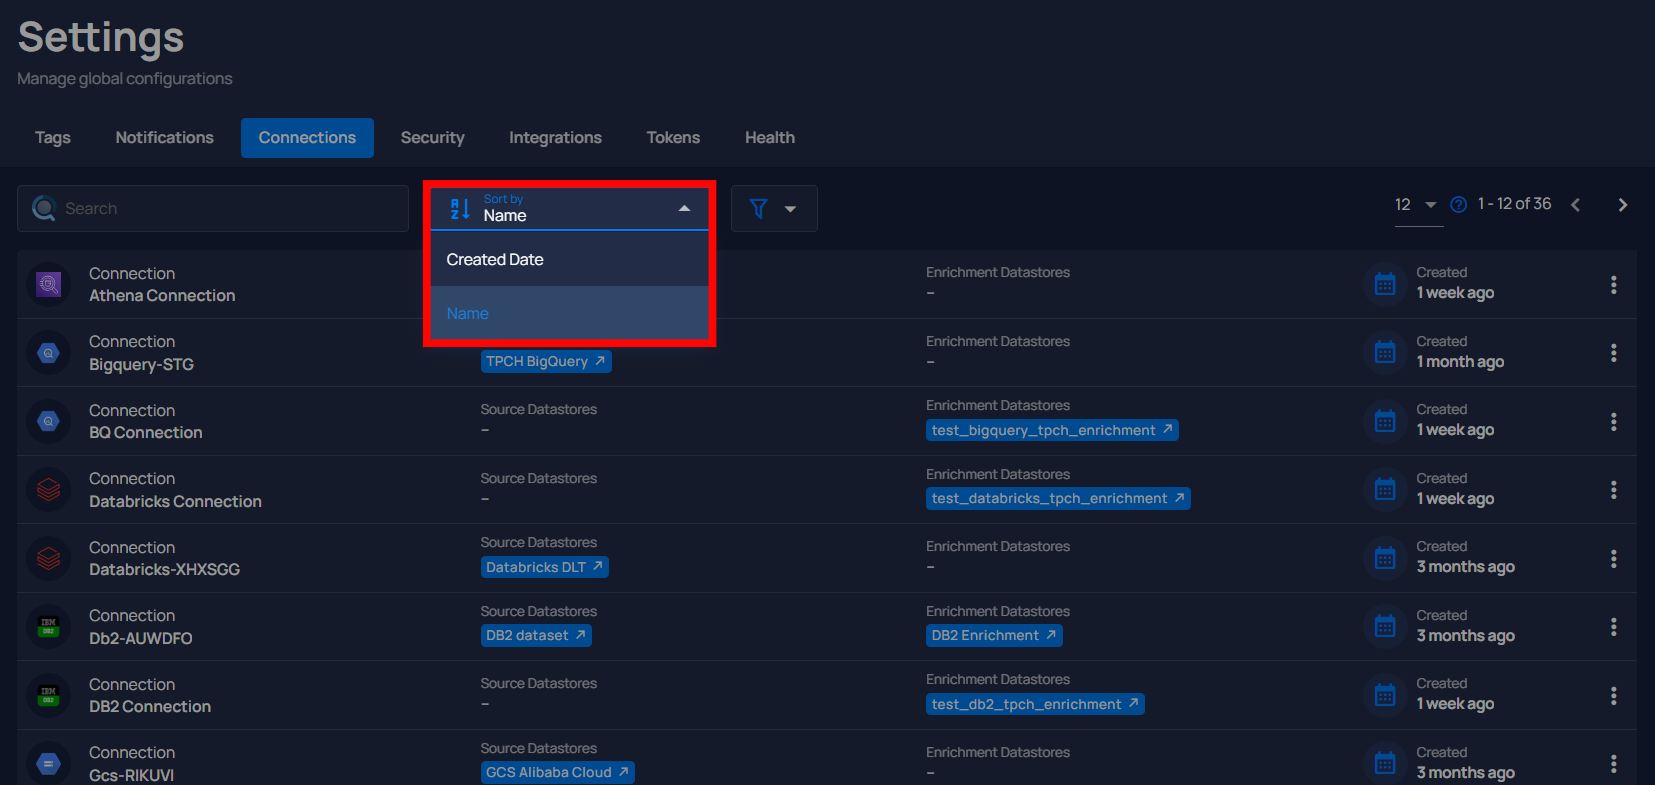 Settings
Manage global configurations
Tags Notifications Connections Security Integrations Tokens Health
Search
Sort by
Name
12 1 - 12 of 36
Created Date
Name
Connection
Athena Connection
Enrichment Datastores
–
Created
1 week ago
Connection
Bigquery-STG
TPCH BigQuery
Enrichment Datastores
–
Created
1 month ago
Connection
BQ Connection
Source Datastores
–
Enrichment Datastores
test_bigquery_tpch_enrichment
Created
1 week ago
Connection
Databricks Connection
Source Datastores
–
Enrichment Datastores
test_databricks_tpch_enrichment
Created
1 week ago
Connection
Databricks-XHXSGG
Source Datastores
Databricks DLT
Enrichment Datastores
–
Created
3 months ago
IBM
DB2
Connection
Db2-AUWDFO
Source Datastores
DB2 dataset
Enrichment Datastores
DB2 Enrichment
Created
3 months ago
IBM
DB2
Connection
DB2 Connection
Source Datastores
–
Enrichment Datastores
test_db2_tpch_enrichment
Created
1 week ago
Connection
Gcs-RIKUVI
Source Datastores
GCS Alibaba Cloud
Enrichment Datastores
–
Created
3 months ago